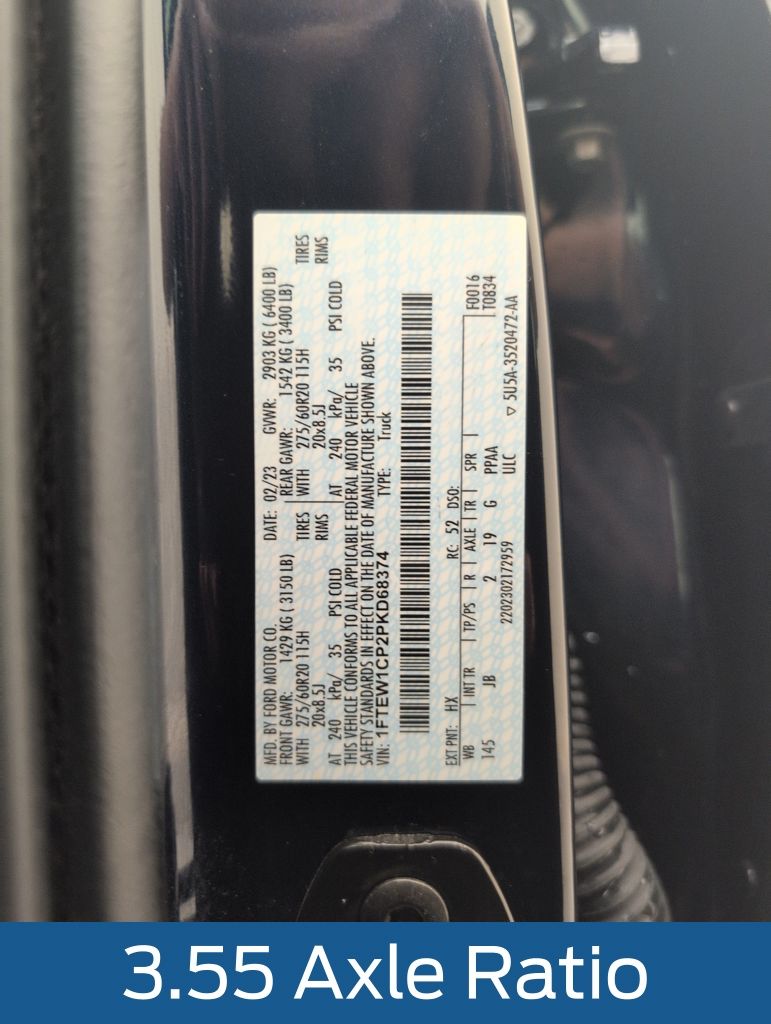 MFD. BY FORD MOTOR CO. DATE: 02/23 GVWR: 2903 KG ( 6400 LB)
FRONT GAWR: 1429 KG ( 3150 LB) REAR GAWR: 1542 KG ( 3400 LB)
WITH 275/60R20 115H TIRES WITH 275/60R20 115H TIRES
20x8.5J RIMS 20x8.5J RIMS
AT 240 kPa/ 35 PSI COLD AT 240 kPa/ 35 PSI COLD
THIS VEHICLE CONFORMS TO ALL APPLICABLE FEDERAL MOTOR VEHICLE
SAFETY STANDARDS IN EFFECT ON THE DATE OF MANUFACTURE SHOWN ABOVE.
VIN: 1FTEW1CP2PKD68374 TYPE: Truck
EXT PNT: HX RC: 52 DSO: F0016
WB INT TR TP/PS R AXLE TR SPR T0834
145 JB 2 19 G PPAA
2202302172959 ULC ▽ 5U5A-3520472-AA
3.55 Axle Ratio